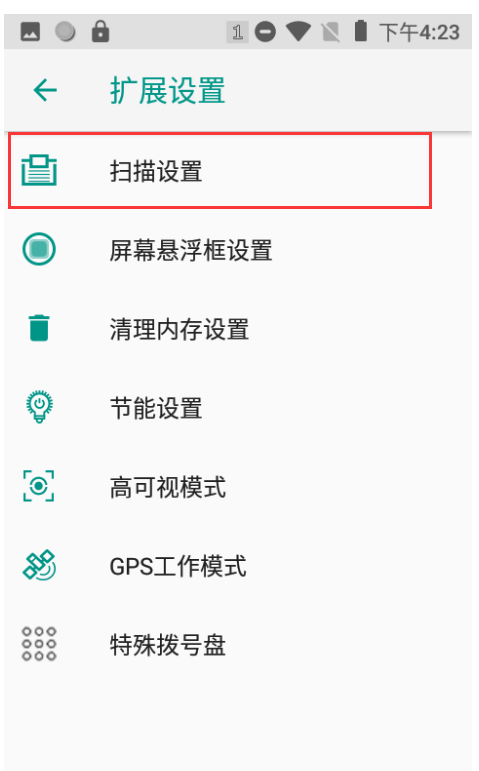 1 下午4:23
扩展设置
扫描设置
屏幕悬浮框设置
清理内存设置
节能设置
高可视模式
GPS工作模式
特殊拨号盘